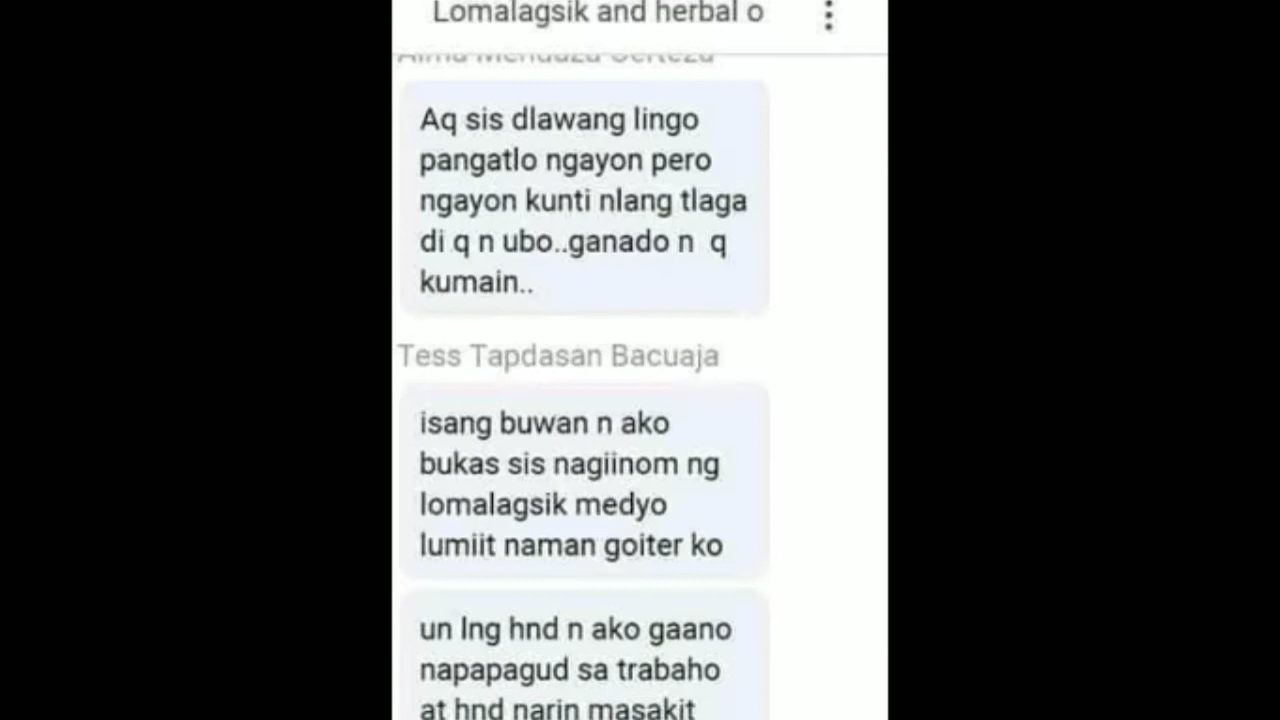 Lomalagsik and herbal o
Aq sis dlawang lingo
pangatlo ngayon pero
ngayon kunti nlang tlaga
di q n ubo..ganado n q
kumain..
Tess Tapdasan Bacuaja
isang buwan n ako
bukas sis nagiinom ng
lomalagsik medyo
lumiit naman goiter ko
un lng hnd n ako gaano
napapagud sa trabaho
at hnd narin masakit